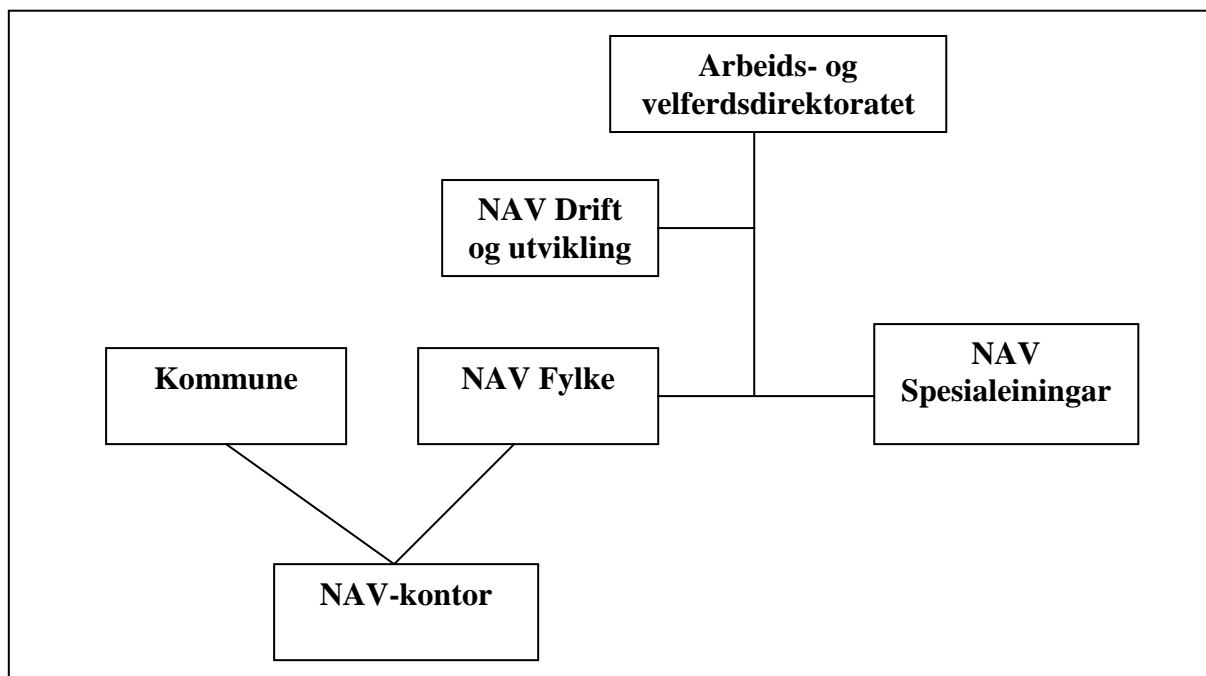 Arbeids- og
velferdsdirektoratet
NAV Drift
og utvikling
Kommune
NAV Fylke
NAV
Spesialeiningar
NAV-kontor